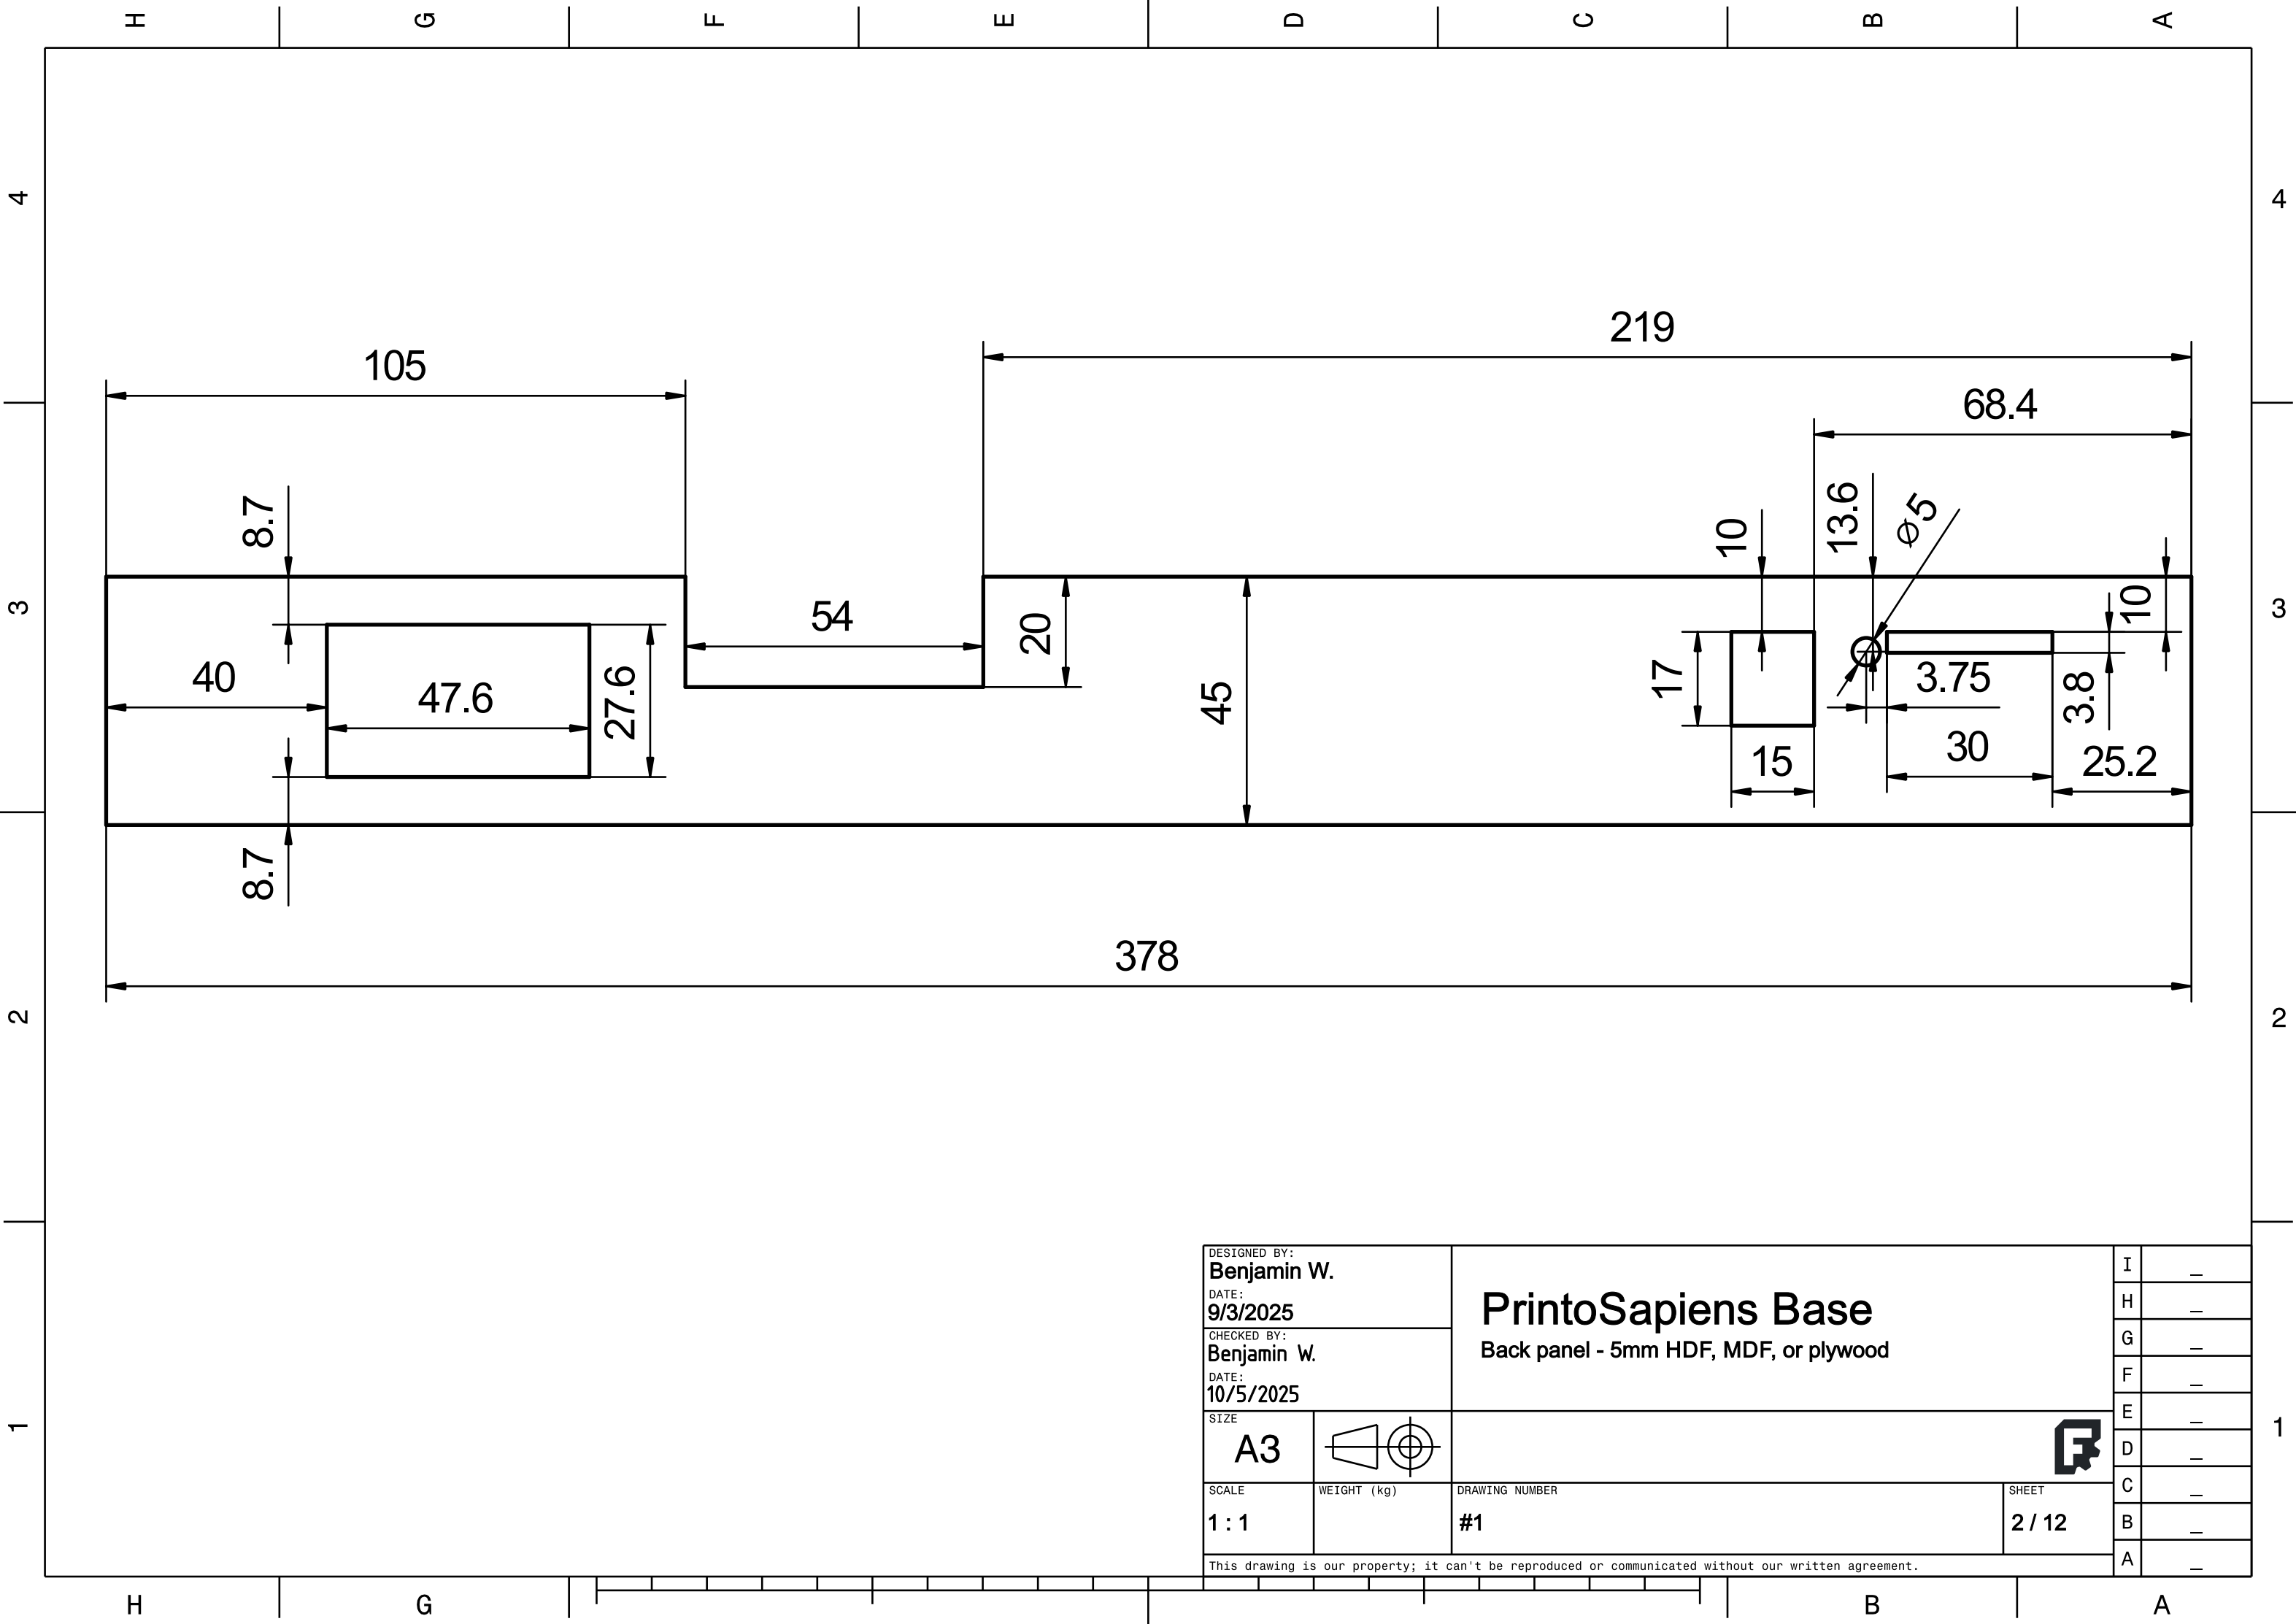 H G F E D C B A
4 4
219
105
68.4
8.7
10
13.6
⌀5
3 3
54
20
10
40
47.6
27.6
45
17
3.75
3.8
15
30
25.2
8.7
378
2 2
DESIGNED BY:
Benjamin W.
DATE:
9/3/2025
CHECKED BY:
Benjamin W.
DATE:
10/5/2025
PrintoSapiens Base
Back panel - 5mm HDF, MDF, or plywood
SIZE
A3
SCALE
1 : 1
WEIGHT (kg)
DRAWING NUMBER
#1
SHEET
2 / 12
This drawing is our property; it can't be reproduced or communicated without our written agreement.
I _
H _
G _
F _
E _
D _
C _
B _
A _
F
1 1
H G B A